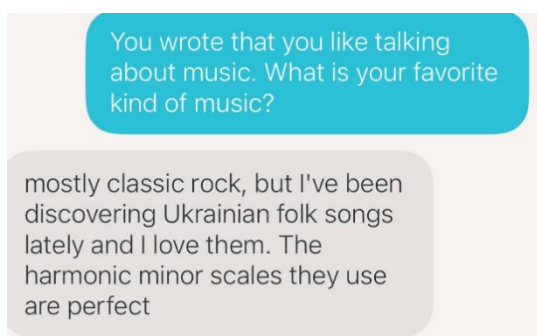 You wrote that you like talking
about music. What is your favorite
kind of music?
mostly classic rock, but I've been
discovering Ukrainian folk songs
lately and I love them. The
harmonic minor scales they use
are perfect